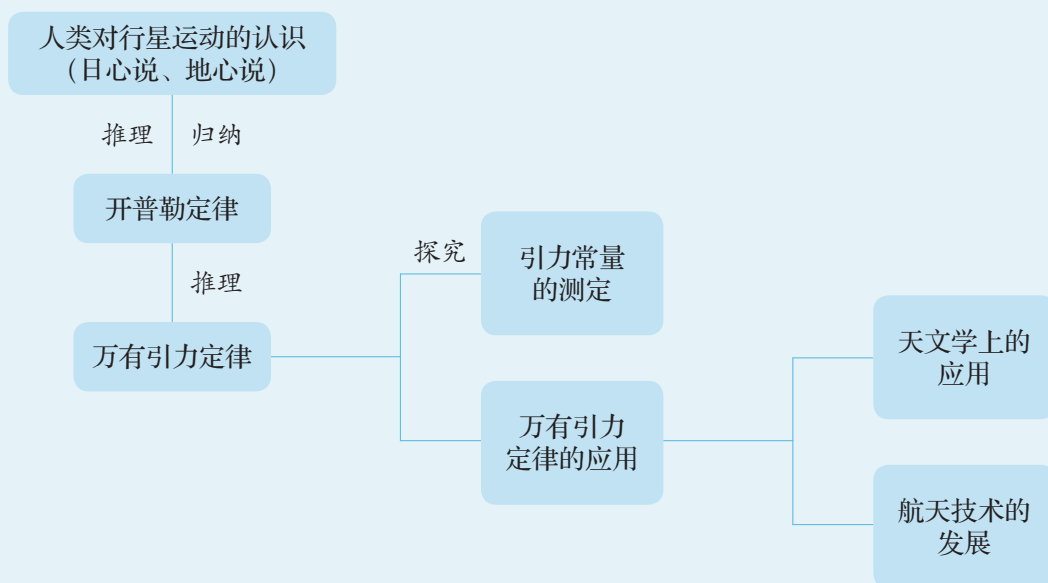 人类对行星运动的认识
（日心说、地心说）
推理 归纳
开普勒定律
推理
万有引力定律
探究
引力常量
的测定
万有引力
定律的应用
天文学上的
应用
航天技术的
发展